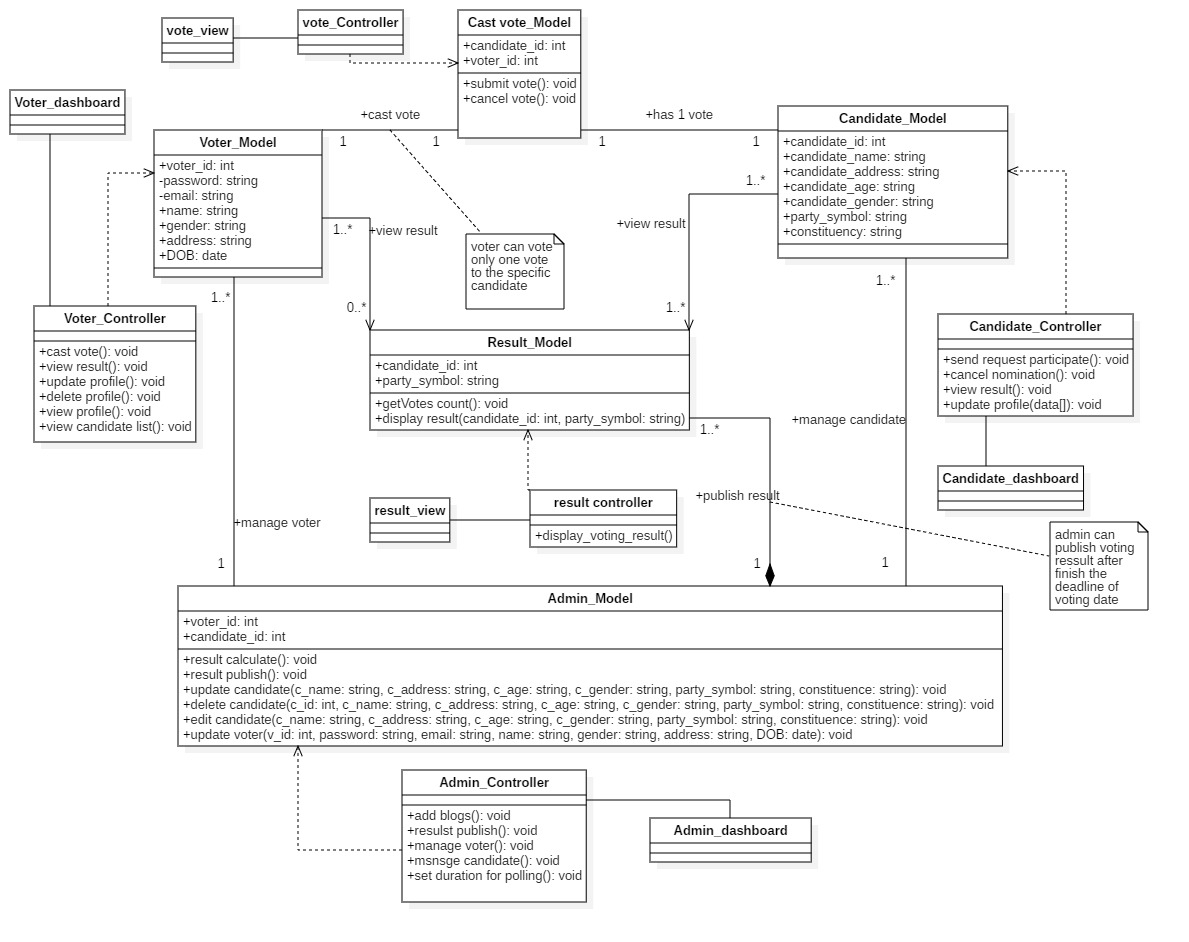 vote_view
vote_Controller
Cast vote_Model
+candidate_id: int
+voter_id: int
+submit vote(): void
+cancel vote(): void
Voter_dashboard
+cast vote
1
1
+has 1 vote
1
1
Voter_Model
+voter_id: int
-password: string
-email: string
+name: string
+gender: string
+address: string
+DOB: date
Candidate_Model
+candidate_id: int
+candidate_name: string
+candidate_address: string
+candidate_age: string
+candidate_gender: string
+party_symbol: string
+constituency: string
1..*
+view result
0..*
voter can vote
only one vote
to the specific
candidate
1..*
+view result
1..*
1..*
1..*
Voter_Controller
+cast vote(): void
+view result(): void
+update profile(): void
+delete profile(): void
+view profile(): void
+view candidate list(): void
Result_Model
+candidate_id: int
+party_symbol: string
+getVotes count(): void
+display result(candidate_id: int, party_symbol: string)
Candidate_Controller
+send request participate(): void
+cancel nomination(): void
+view result(): void
+update profile(data[]): void
1..*
+manage candidate
Candidate_dashboard
result_view
result controller
+display_voting_result()
+publish result
+manage voter
admin can
publish voting
ressult after
finish the
deadline of
voting date
1
1
1
Admin_Model
+voter_id: int
+candidate_id: int
+result calculate(): void
+result publish(): void
+update candidate(c_name: string, c_address: string, c_age: string, c_gender: string, party_symbol: string, constituence: string): void
+delete candidate(c_id: int, c_name: string, c_address: string, c_age: string, c_gender: string, party_symbol: string, constituence: string): void
+edit candidate(c_name: string, c_address: string, c_age: string, c_gender: string, party_symbol: string, constituence: string): void
+update voter(v_id: int, password: string, email: string, name: string, gender: string, address: string, DOB: date): void
Admin_Controller
+add blogs(): void
+resulst publish(): void
+manage voter(): void
+msnsge candidate(): void
+set duration for polling(): void
Admin_dashboard